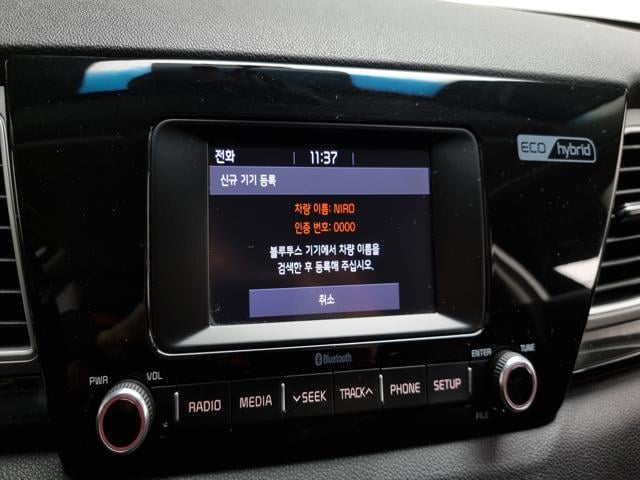 전화 11:37
신규 기기 등록
차량 이름: NIRO
인증 번호: 0000
블루투스 기기에서 차량 이름을
검색한 후 등록해 주십시오.
취소
ECO hybrid
Bluetooth
PWR VOL
RADIO MEDIA ∨SEEK TRACK∧ PHONE SETUP
ENTER TUNE
FILE